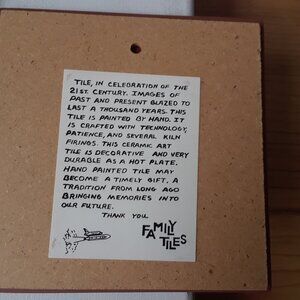 TILE, IN CELEBRATION OF THE
21ST. CENTURY. IMAGES OF
PAST AND PRESENT BLAZED TO
LAST A THOUSAND YEARS. THIS
TILE IS PAINTED BY HAND. IT
IS CRAFTED WITH TECHNOLOGY,
PATIENCE, AND SEVERAL KILN
FIRINGS. THIS CERAMIC ART
TILE IS DECORATIVE AND VERY
DURABLE AS A HOT PLATE.
HAND PAINTED TILE MAY
BECOME A TIMELY GIFT. A
TRADITION FROM LONG AGO
BRINGING MEMORIES INTO
OUR FUTURE.
THANK YOU
FAMILY
TILES